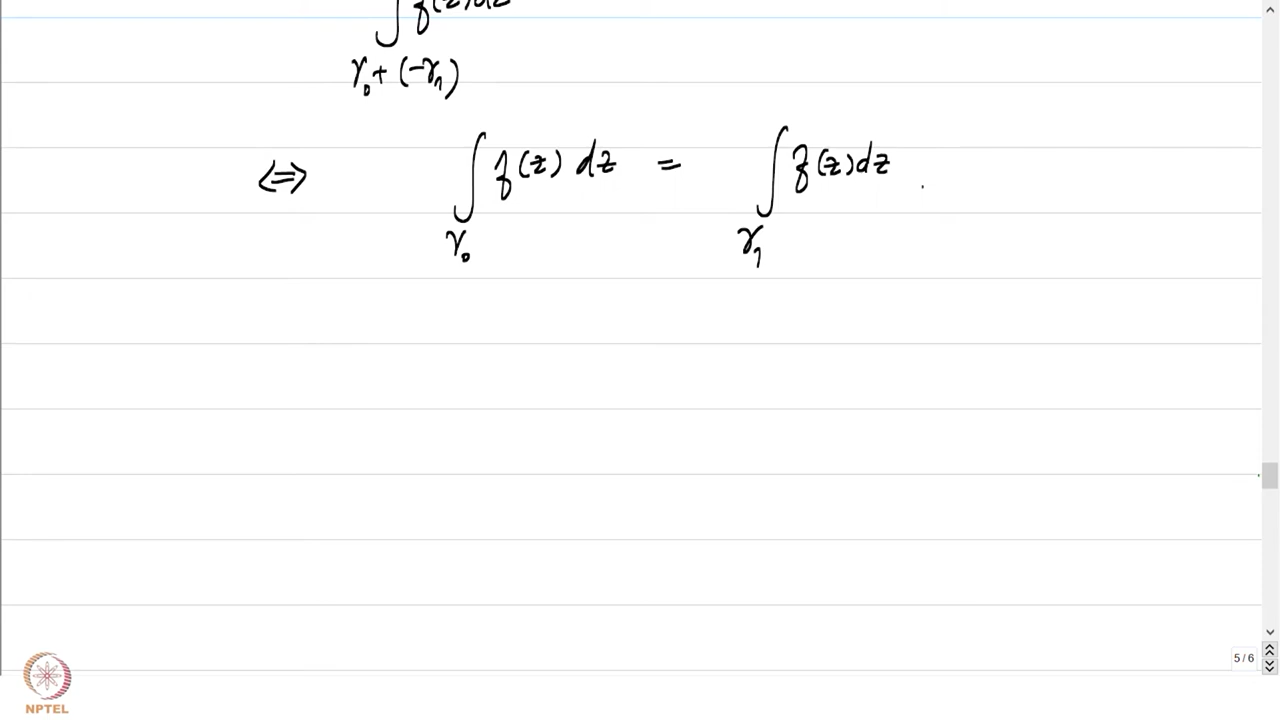 ∫ f(z)dz
γ₀ + (-γ₁)
⇔ ∫ f(z) dz = ∫ f(z)dz .
γ₀ γ₁
5 / 6
NPTEL